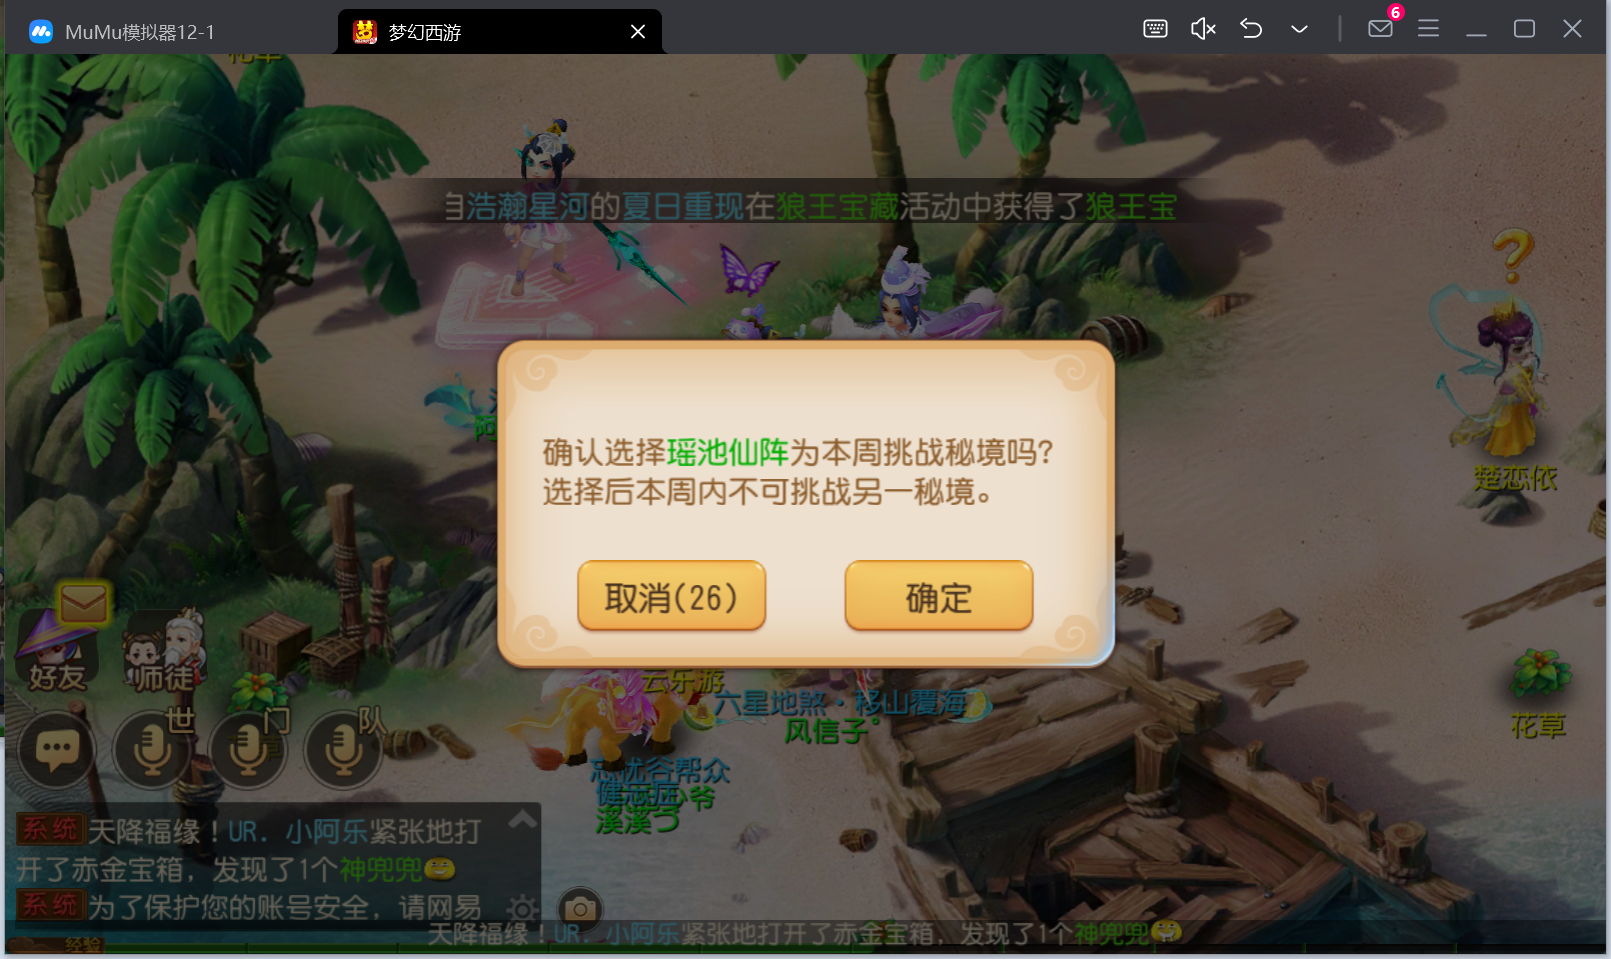 MuMu模拟器12-1
梦幻西游
6
浩瀚星河的夏日重现在狼王宝藏活动中获得了狼王宝
确认选择瑶池仙阵为本周挑战秘境吗?
选择后本周内不可挑战另一秘境。
取消(26)
确定
楚恋依
好友
师徒
世
门
队
云乐游
六星地煞·移山覆海
风信子°
花草
忘忧谷帮众
系统 天降福缘！UR．小阿乐紧张地打
开了赤金宝箱，发现了1个神兜兜
系统 为了保护您的账号安全，请网易
天降福缘！UR．小阿乐紧张地打开了赤金宝箱，发现了1个神兜兜
经验